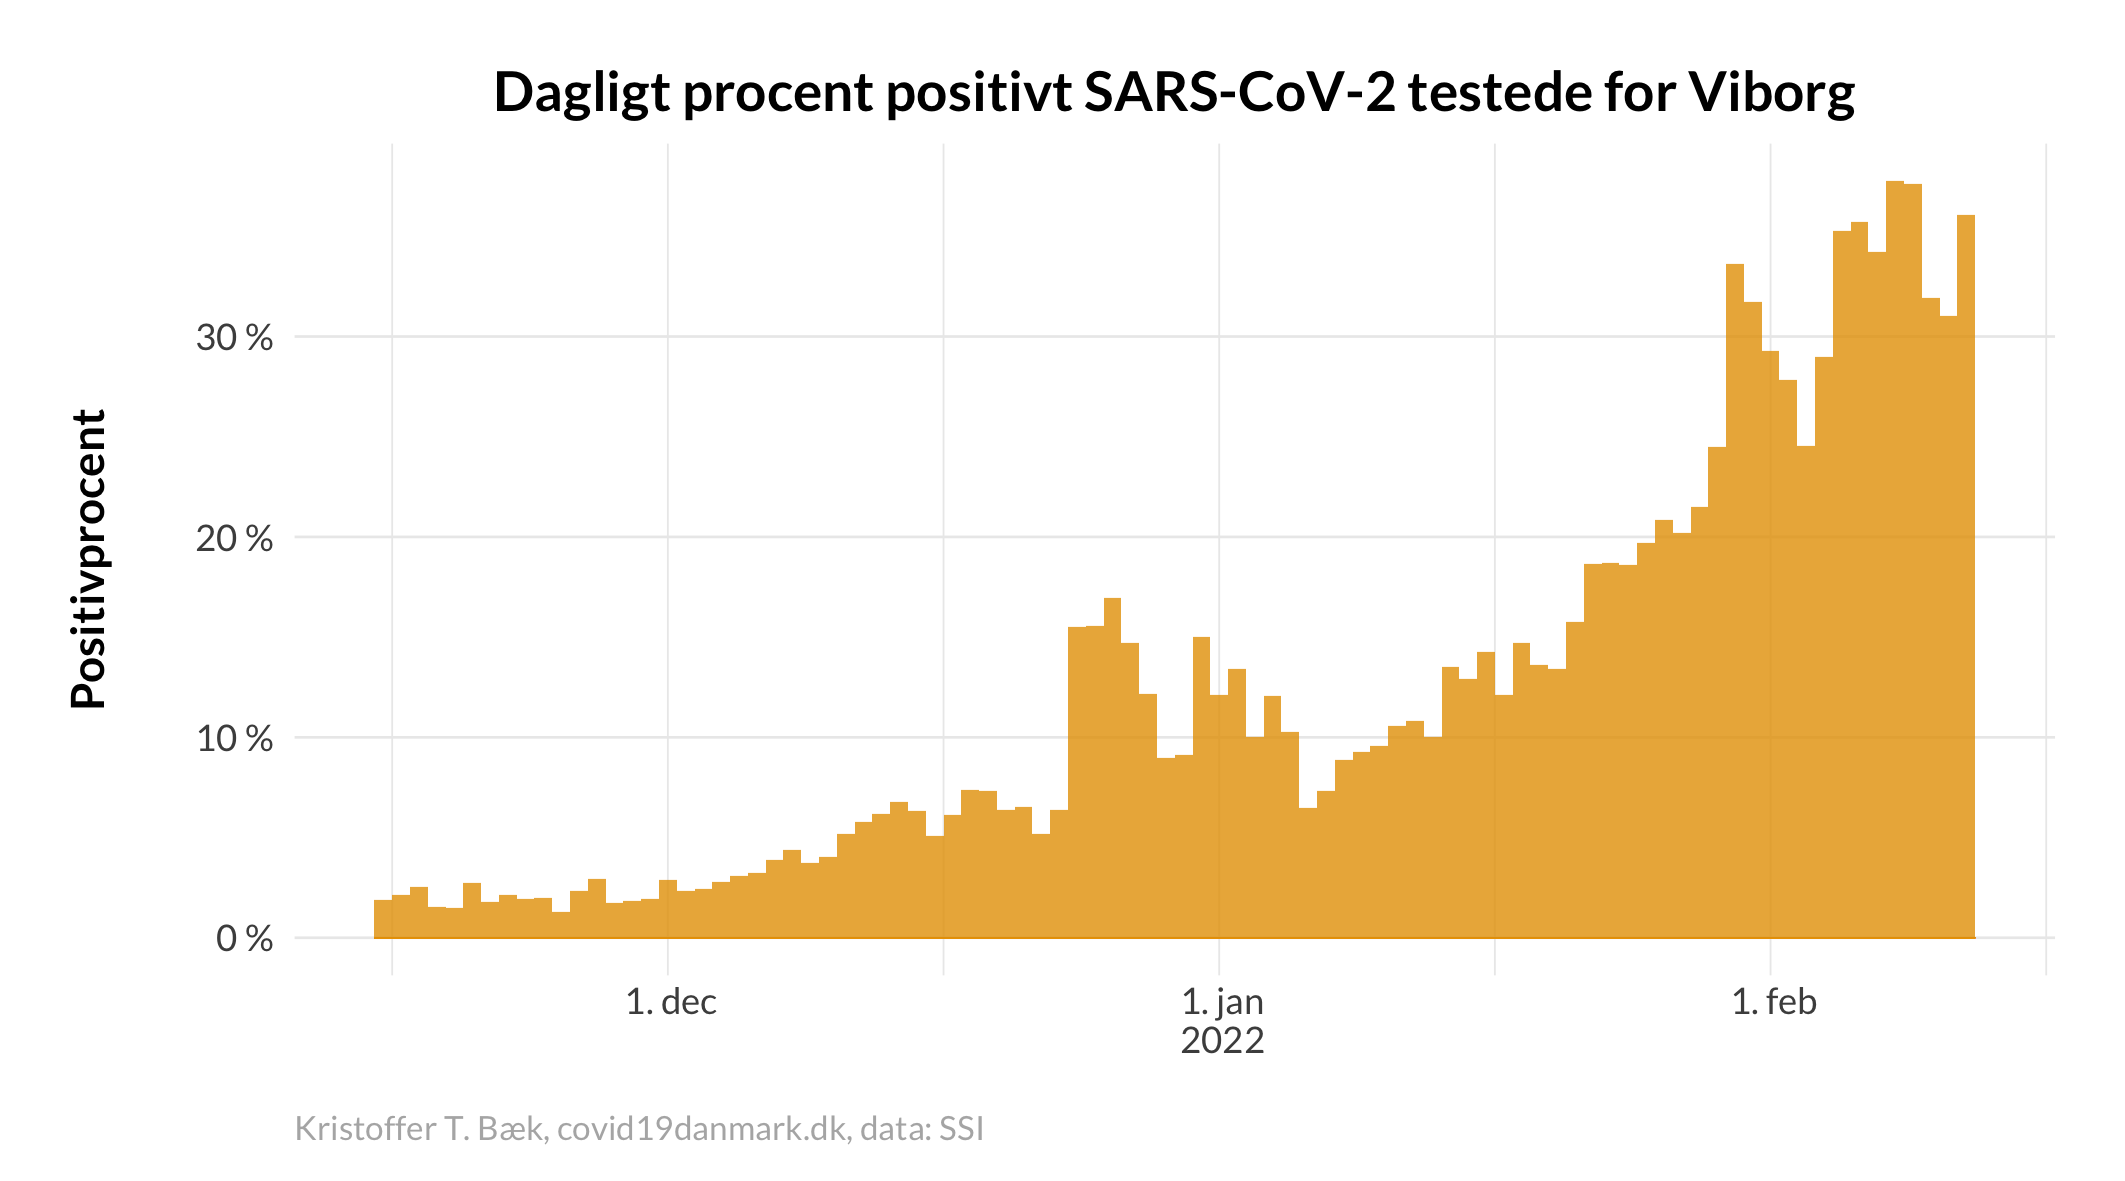 Dagligt procent positivt SARS-CoV-2 testede for Viborg
Positivprocent
30 %
20 %
10 %
0 %
1. dec
1. jan
2022
1. feb
Kristoffer T. Bæk, covid19danmark.dk, data: SSI